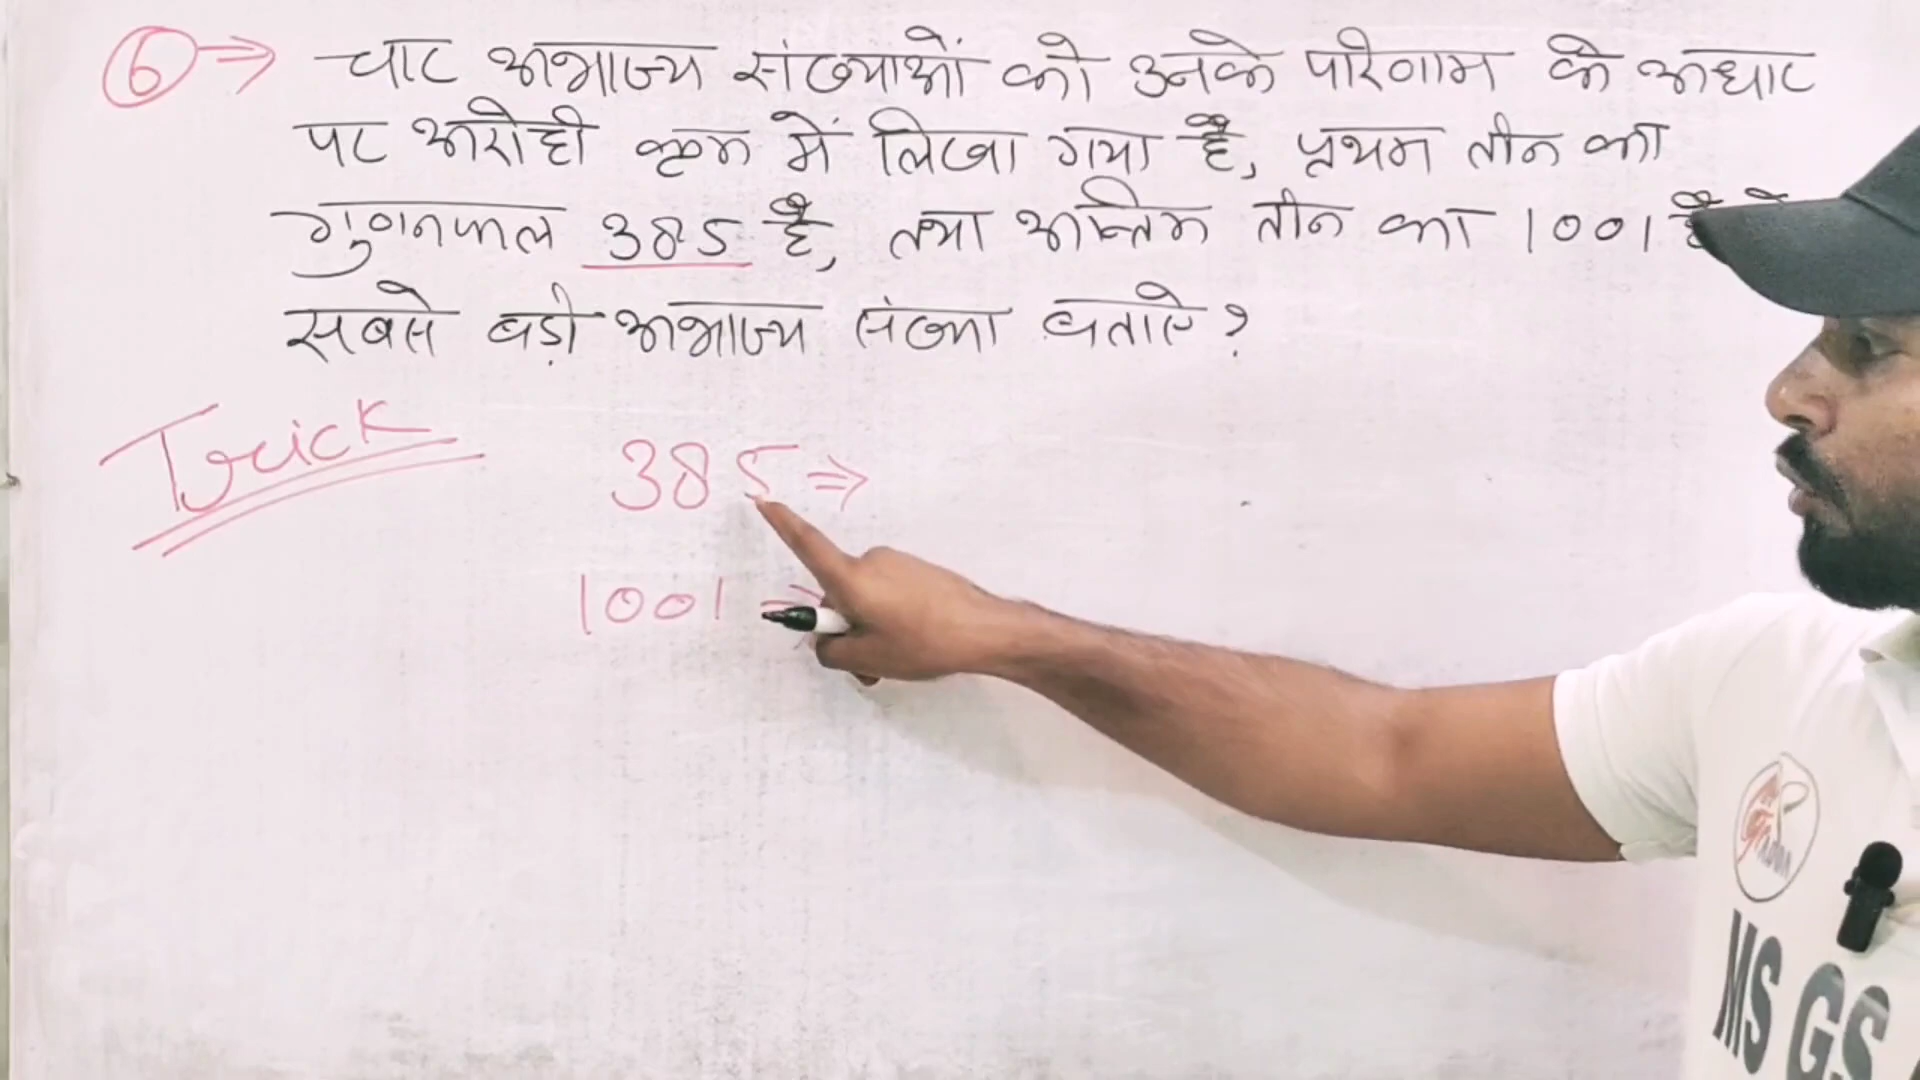 6 ⇒ चार अभाज्य संख्याओं को उनके परिणाम के आधार
पर आरोही क्रम में लिखा गया है, प्रथम तीन का
गुणनफल 385 है, तथा अन्तिम तीन का 1001 है
सबसे बड़ी अभाज्य संख्या बताए ?
Trick
385 ⇒
1001 ⇒
MS GS